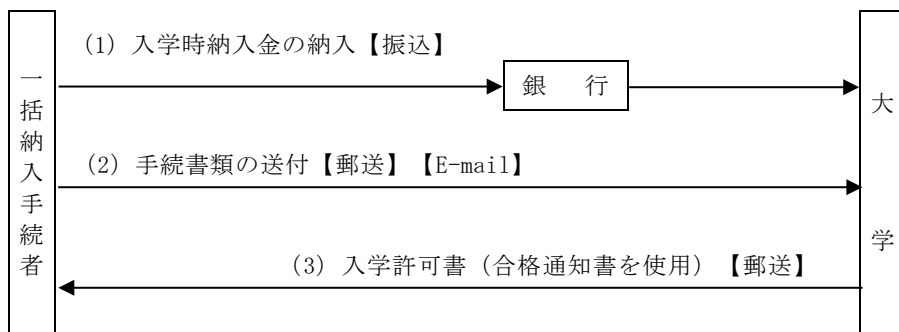 一括納入手続者
(1) 入学時納入金の納入【振込】
銀　行
(2) 手続書類の送付【郵送】【E-mail】
(3) 入学許可書（合格通知書を使用）【郵送】
大学